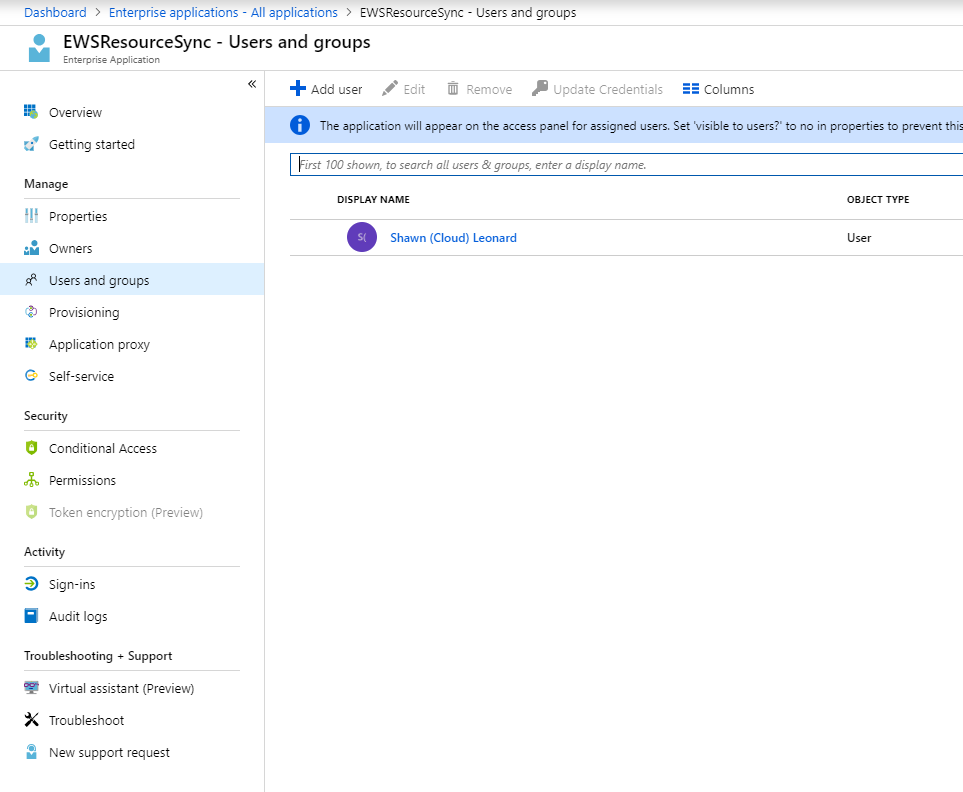 Dashboard > Enterprise applications - All applications > EWSResourceSync - Users and groups
EWSResourceSync - Users and groups
Enterprise Application
«
Overview
Getting started
Manage
Properties
Owners
Users and groups
Provisioning
Application proxy
Self-service
Security
Conditional Access
Permissions
Token encryption (Preview)
Activity
Sign-ins
Audit logs
Troubleshooting + Support
Virtual assistant (Preview)
Troubleshoot
New support request
Add user Edit Remove Update Credentials Columns
The application will appear on the access panel for assigned users. Set 'visible to users?' to no in properties to prevent this
First 100 shown, to search all users & groups, enter a display name.
DISPLAY NAME OBJECT TYPE
S( Shawn (Cloud) Leonard User